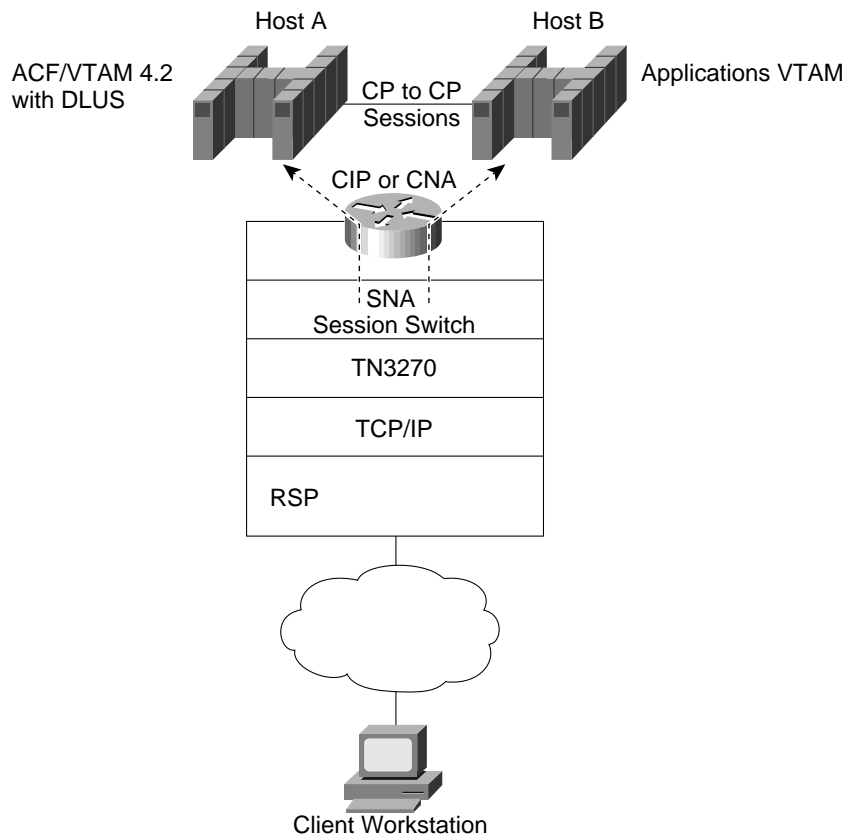 Host A
Host B
ACF/VTAM 4.2
with DLUS
CP to CP
Sessions
Applications VTAM
CIP or CNA
SNA
Session Switch
TN3270
TCP/IP
RSP
Client Workstation